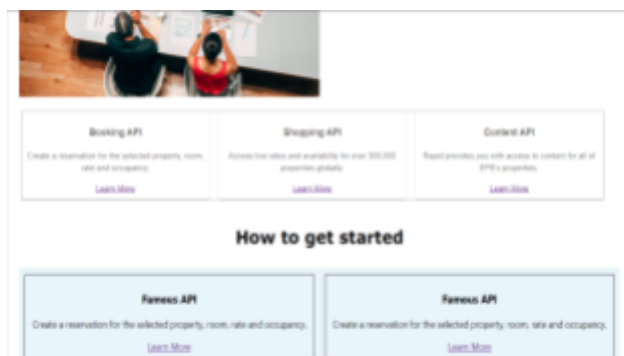 Booking API
Create a reservation for the selected property, room,
rate and occupancy.
Learn More
Shopping API
Access live rates and availability for over 500,000
properties globally.
Learn More
Content API
Rapid provides you with access to content for all of
EPS's properties.
Learn More
How to get started
Famous API
Create a reservation for the selected property, room, rate and occupancy.
Learn More
Famous API
Create a reservation for the selected property, room, rate and occupancy.
Learn More